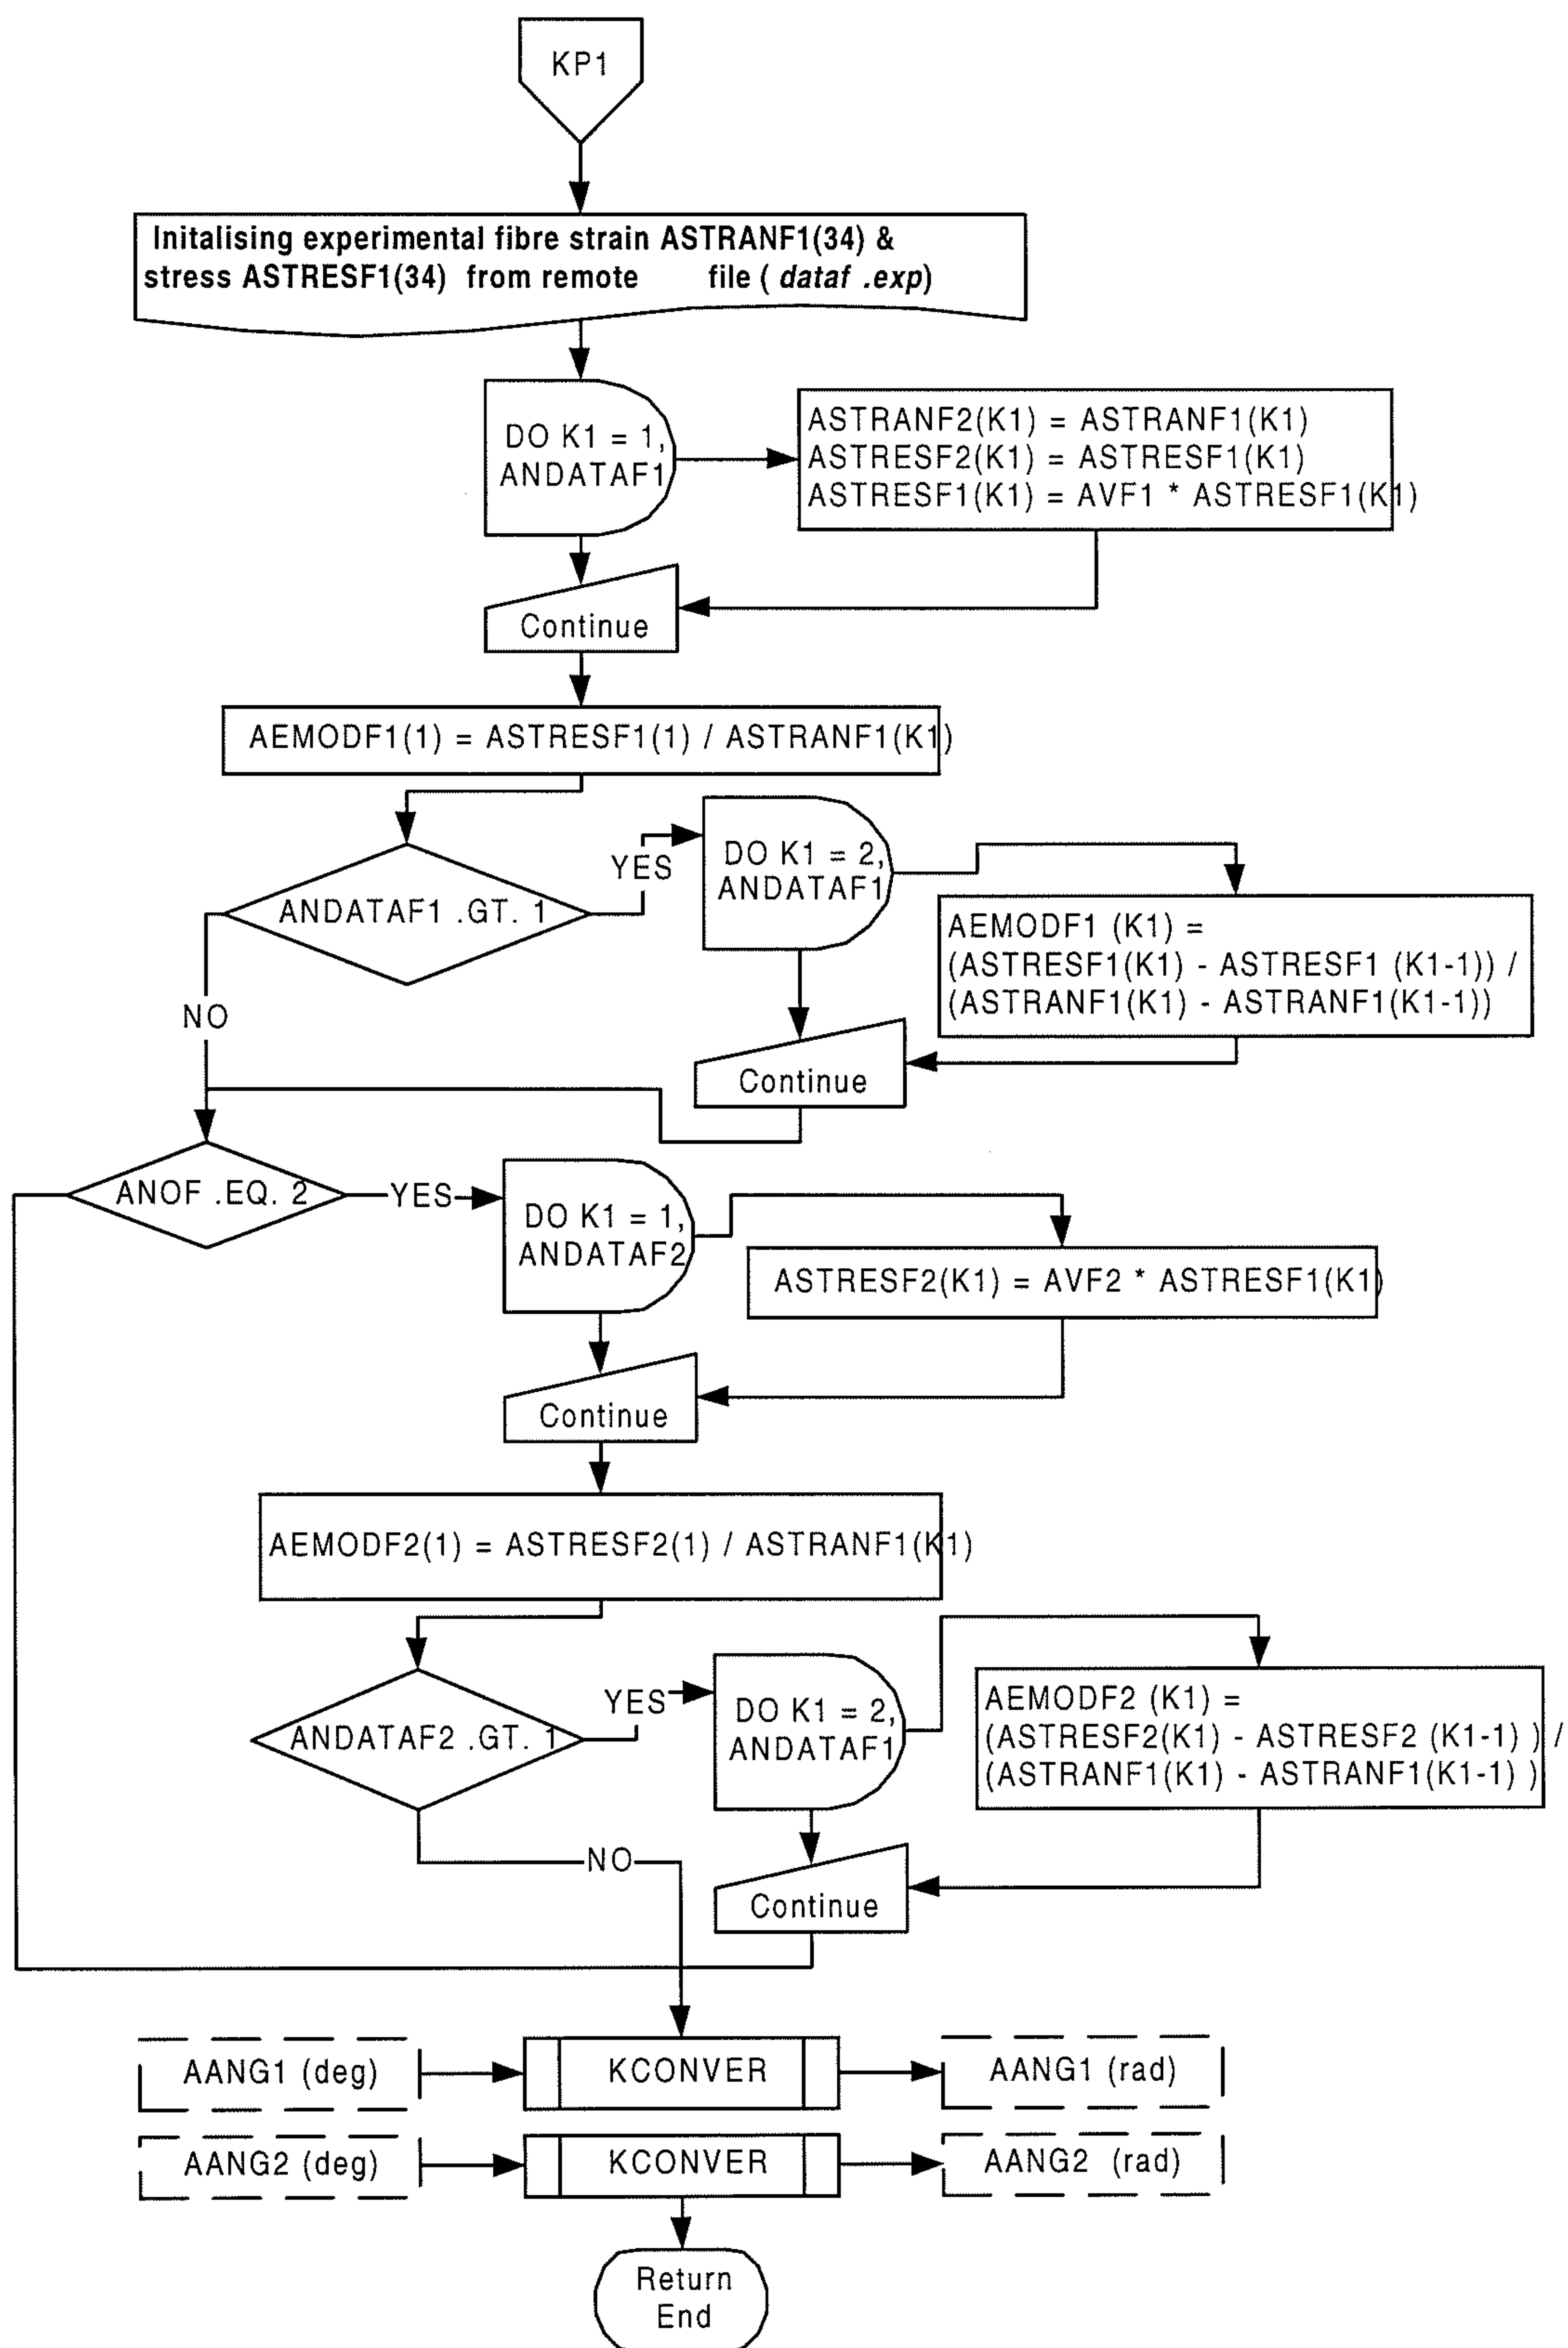 KP1
Initalising experimental fibre strain ASTRANF1(34) &
stress ASTRESF1(34) from remote file ( dataf .exp)
DO K1 = 1,
ANDATAF1
ASTRANF2(K1) = ASTRANF1(K1)
ASTRESF2(K1) = ASTRESF1(K1)
ASTRESF1(K1) = AVF1 * ASTRESF1(K1)
Continue
AEMODF1(1) = ASTRESF1(1) / ASTRANF1(K1)
ANDATAF1 .GT. 1
YES
DO K1 = 2,
ANDATAF1
AEMODF1 (K1) =
(ASTRESF1(K1) - ASTRESF1 (K1-1)) /
(ASTRANF1(K1) - ASTRANF1(K1-1))
NO
Continue
ANOF .EQ. 2
YES
DO K1 = 1,
ANDATAF2
ASTRESF2(K1) = AVF2 * ASTRESF1(K1)
Continue
AEMODF2(1) = ASTRESF2(1) / ASTRANF1(K1)
ANDATAF2 .GT. 1
YES
DO K1 = 2,
ANDATAF1
AEMODF2 (K1) =
(ASTRESF2(K1) - ASTRESF2 (K1-1) ) /
(ASTRANF1(K1) - ASTRANF1(K1-1) )
NO
Continue
AANG1 (deg)
KCONVER
AANG1 (rad)
AANG2 (deg)
KCONVER
AANG2 (rad)
Return
End